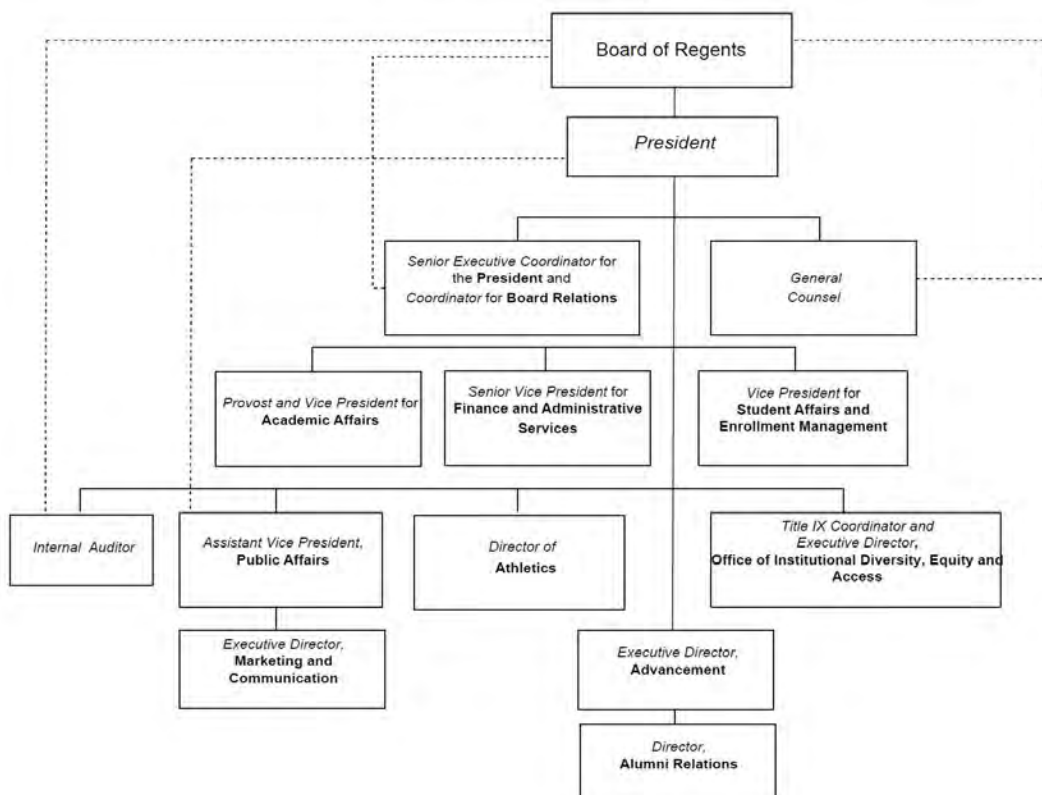 Board of Regents
President
Senior Executive Coordinator for
the President and
Coordinator for Board Relations
General
Counsel
Provost and Vice President for
Academic Affairs
Senior Vice President for
Finance and Administrative
Services
Vice President for
Student Affairs and
Enrollment Management
Internal Auditor
Assistant Vice President,
Public Affairs
Director of
Athletics
Title IX Coordinator and
Executive Director,
Office of Institutional Diversity, Equity and
Access
Executive Director,
Marketing and
Communication
Executive Director,
Advancement
Director,
Alumni Relations